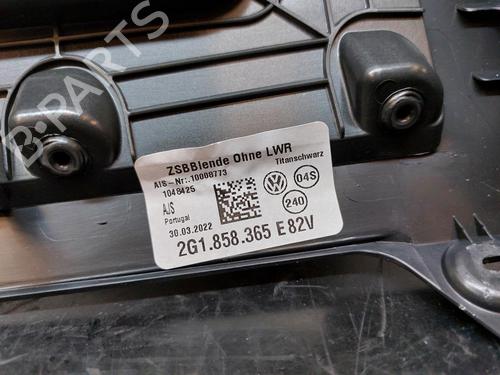 ZSBBlende Ohne LWR
AIS-Nr.:10008773
Titanschwarz
1048425
AJS
Portugal
04S
240
30.03.2022
2G1.858.365 E 82V
B-PARTS